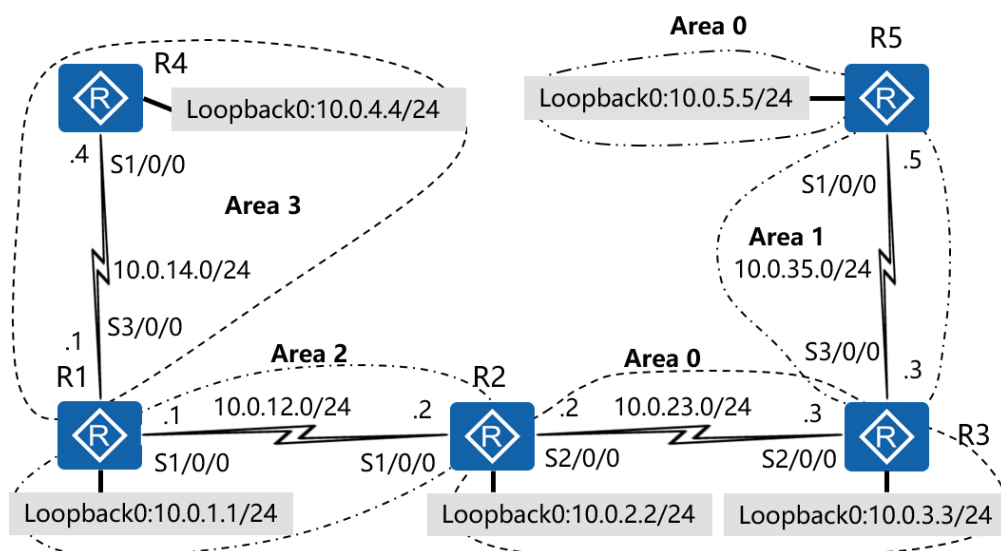 Area 0
R5
R4
Loopback0:10.0.4.4/24
Loopback0:10.0.5.5/24
.4
S1/0/0
.5
S1/0/0
Area 3
Area 1
10.0.35.0/24
10.0.14.0/24
S3/0/0
.1
S3/0/0
.3
R1
Area 2
R2
Area 0
.1
10.0.12.0/24
.2
.2
10.0.23.0/24
.3
R3
S1/0/0
S1/0/0
S2/0/0
S2/0/0
Loopback0:10.0.1.1/24
Loopback0:10.0.2.2/24
Loopback0:10.0.3.3/24
R
R
R
R
R